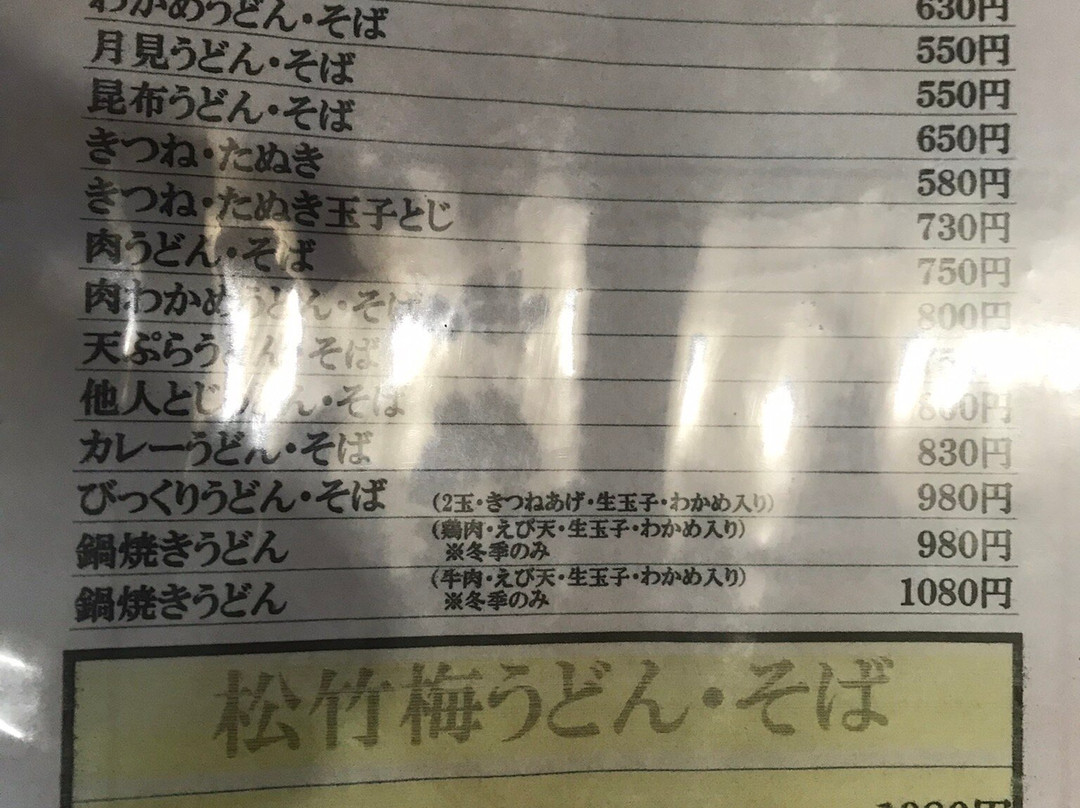 630円
わかめうどん・そば 550円
月見うどん・そば 550円
昆布うどん・そば 650円
きつね・たぬき 580円
きつね・たぬき玉子とじ 730円
肉うどん・そば 750円
肉わかめうどん・そば 800円
天ぷらうどん・そば
他人とじうどん・そば
カレーうどん・そば 830円
びっくりうどん・そば (2玉・きつねあげ・生玉子・わかめ入り) 980円
鍋焼きうどん (鶏肉・えび天・生玉子・わかめ入り) 980円
※冬季のみ
鍋焼きうどん (牛肉・えび天・生玉子・わかめ入り) 1080円
※冬季のみ
松竹梅うどん・そば